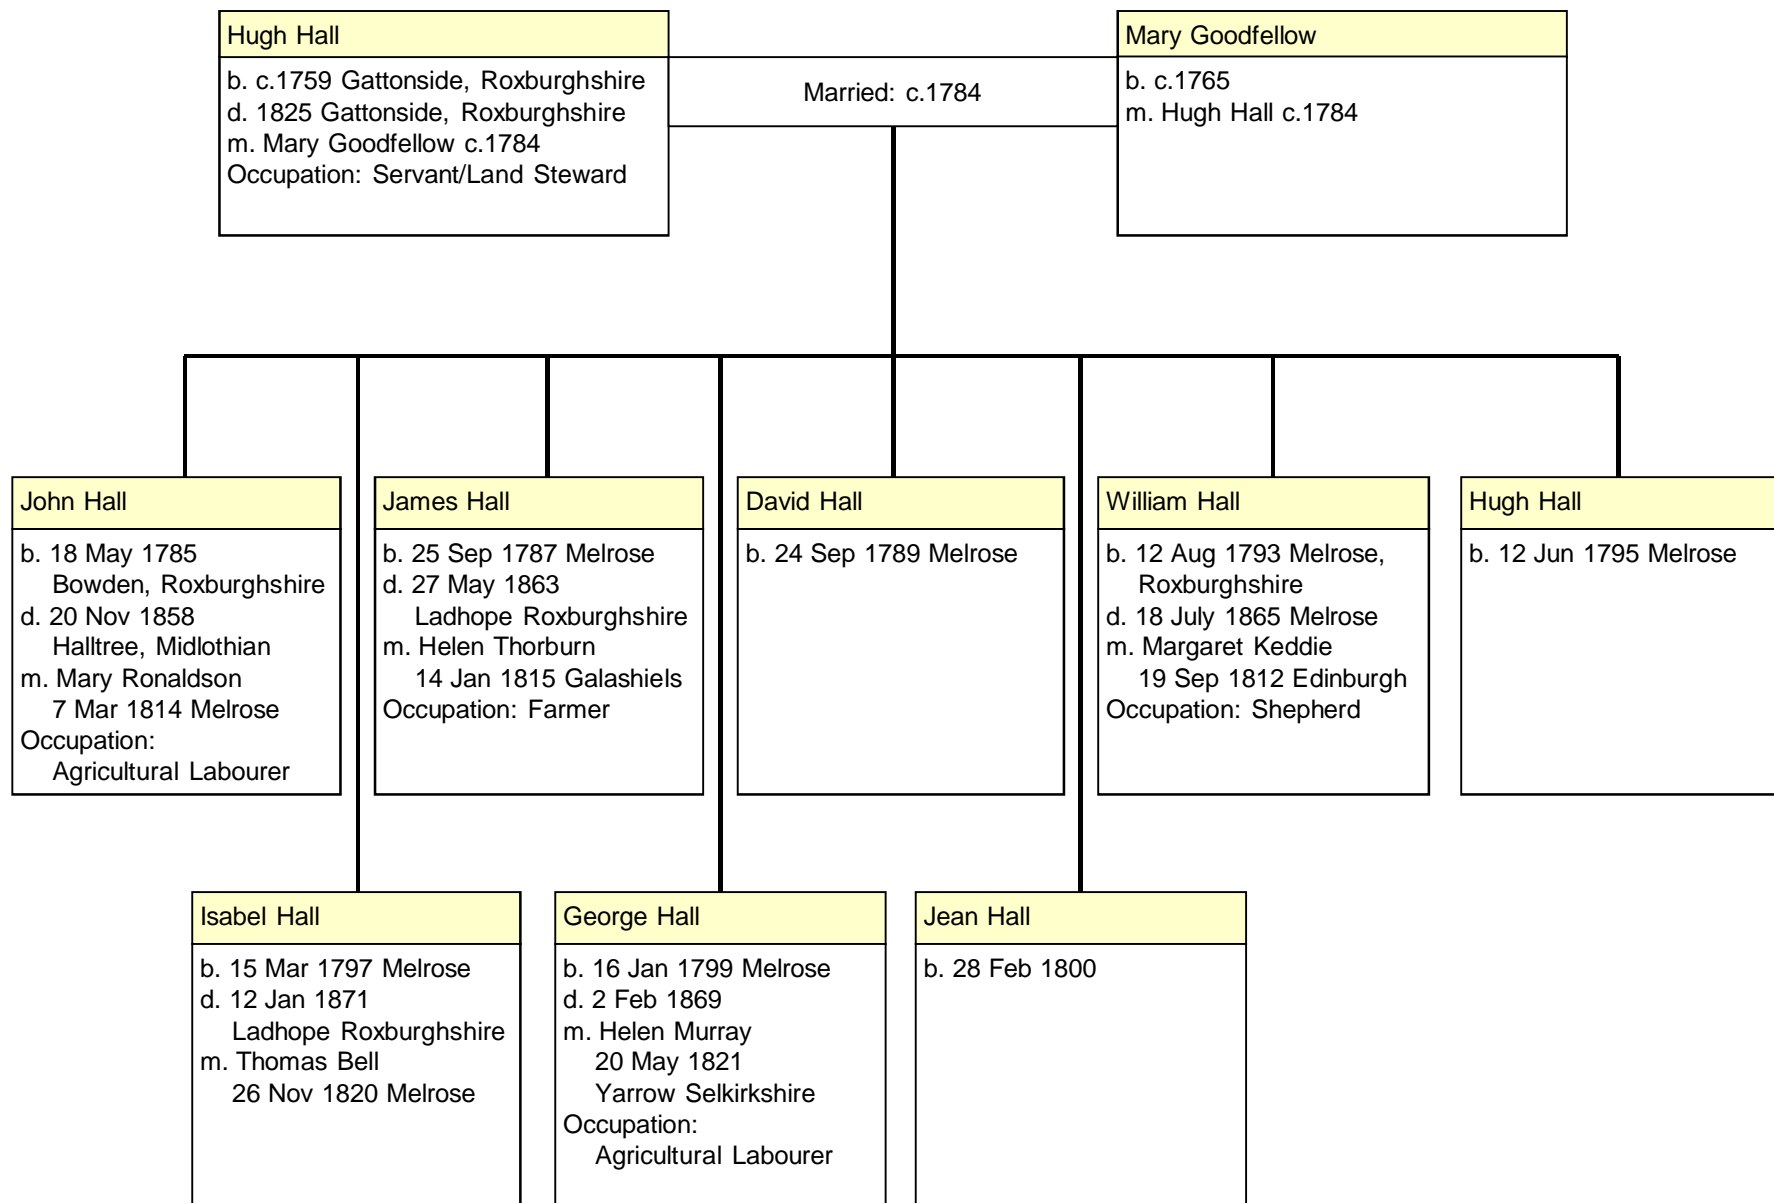 Hugh Hall
b. c.1759 Gattonside, Roxburghshire
d. 1825 Gattonside, Roxburghshire
m. Mary Goodfellow c.1784
Occupation: Servant/Land Steward
Married: c.1784
Mary Goodfellow
b. c.1765
m. Hugh Hall c.1784
John Hall
b. 18 May 1785
Bowden, Roxburghshire
d. 20 Nov 1858
Halltree, Midlothian
m. Mary Ronaldson
7 Mar 1814 Melrose
Occupation:
Agricultural Labourer
James Hall
b. 25 Sep 1787 Melrose
d. 27 May 1863
Ladhope Roxburghshire
m. Helen Thorburn
14 Jan 1815 Galashiels
Occupation: Farmer
David Hall
b. 24 Sep 1789 Melrose
William Hall
b. 12 Aug 1793 Melrose,
Roxburghshire
d. 18 July 1865 Melrose
m. Margaret Keddie
19 Sep 1812 Edinburgh
Occupation: Shepherd
Hugh Hall
b. 12 Jun 1795 Melrose
Isabel Hall
b. 15 Mar 1797 Melrose
d. 12 Jan 1871
Ladhope Roxburghshire
m. Thomas Bell
26 Nov 1820 Melrose
George Hall
b. 16 Jan 1799 Melrose
d. 2 Feb 1869
m. Helen Murray
20 May 1821
Yarrow Selkirkshire
Occupation:
Agricultural Labourer
Jean Hall
b. 28 Feb 1800